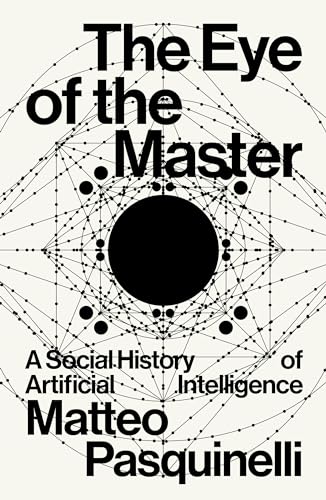 The Eye
of the
Master
A Social History of
Artificial Intelligence
Matteo
Pasquinelli